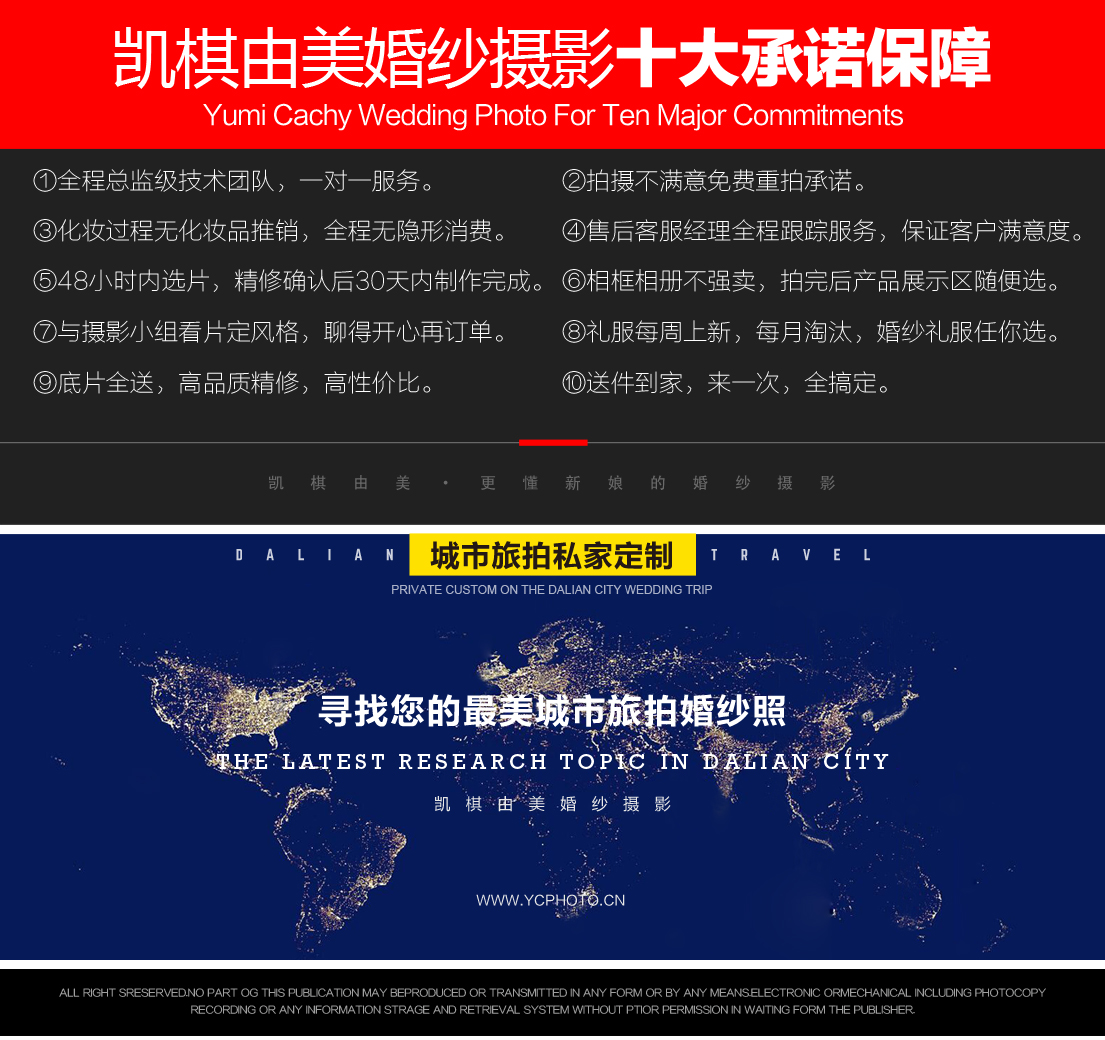 凯棋由美婚纱摄影十大承诺保障
Yumi Cachy Wedding Photo For Ten Major Commitments
①全程总监级技术团队，一对一服务。
②拍摄不满意免费重拍承诺。
③化妆过程无化妆品推销，全程无隐形消费。
④售后客服经理全程跟踪服务，保证客户满意度。
⑤48小时内选片，精修确认后30天内制作完成。
⑥相框相册不强卖，拍完后产品展示区随便选。
⑦与摄影小组看片定风格，聊得开心再订单。
⑧礼服每周上新，每月淘汰，婚纱礼服任你选。
⑨底片全送，高品质精修，高性价比。
⑩送件到家，来一次，全搞定。
凯棋由美·更懂新娘的婚纱摄影
DALIAN 城市旅拍私家定制 TRAVEL
PRIVATE CUSTOM ON THE DALIAN CITY WEDDING TRIP
寻找您的最美城市旅拍婚纱照
THE LATEST RESEARCH TOPIC IN DALIAN CITY
凯棋由美婚纱摄影
WWW.YCPHOTO.CN
ALL RIGHT SRESERVED.NO PART OG THIS PUBLICATION MAY BEPRODUCED OR TRANSMITTED IN ANY FORM OR BY ANY MEANS.ELECTRONIC ORMECHANICAL INCLUDING PHOTOCOPY
RECORDING OR ANY INFORMATION STRAGE AND RETRIEVAL SYSTEM WITHOUT PTIOR PERMISSION IN WAITING FORM THE PUBLISHER.